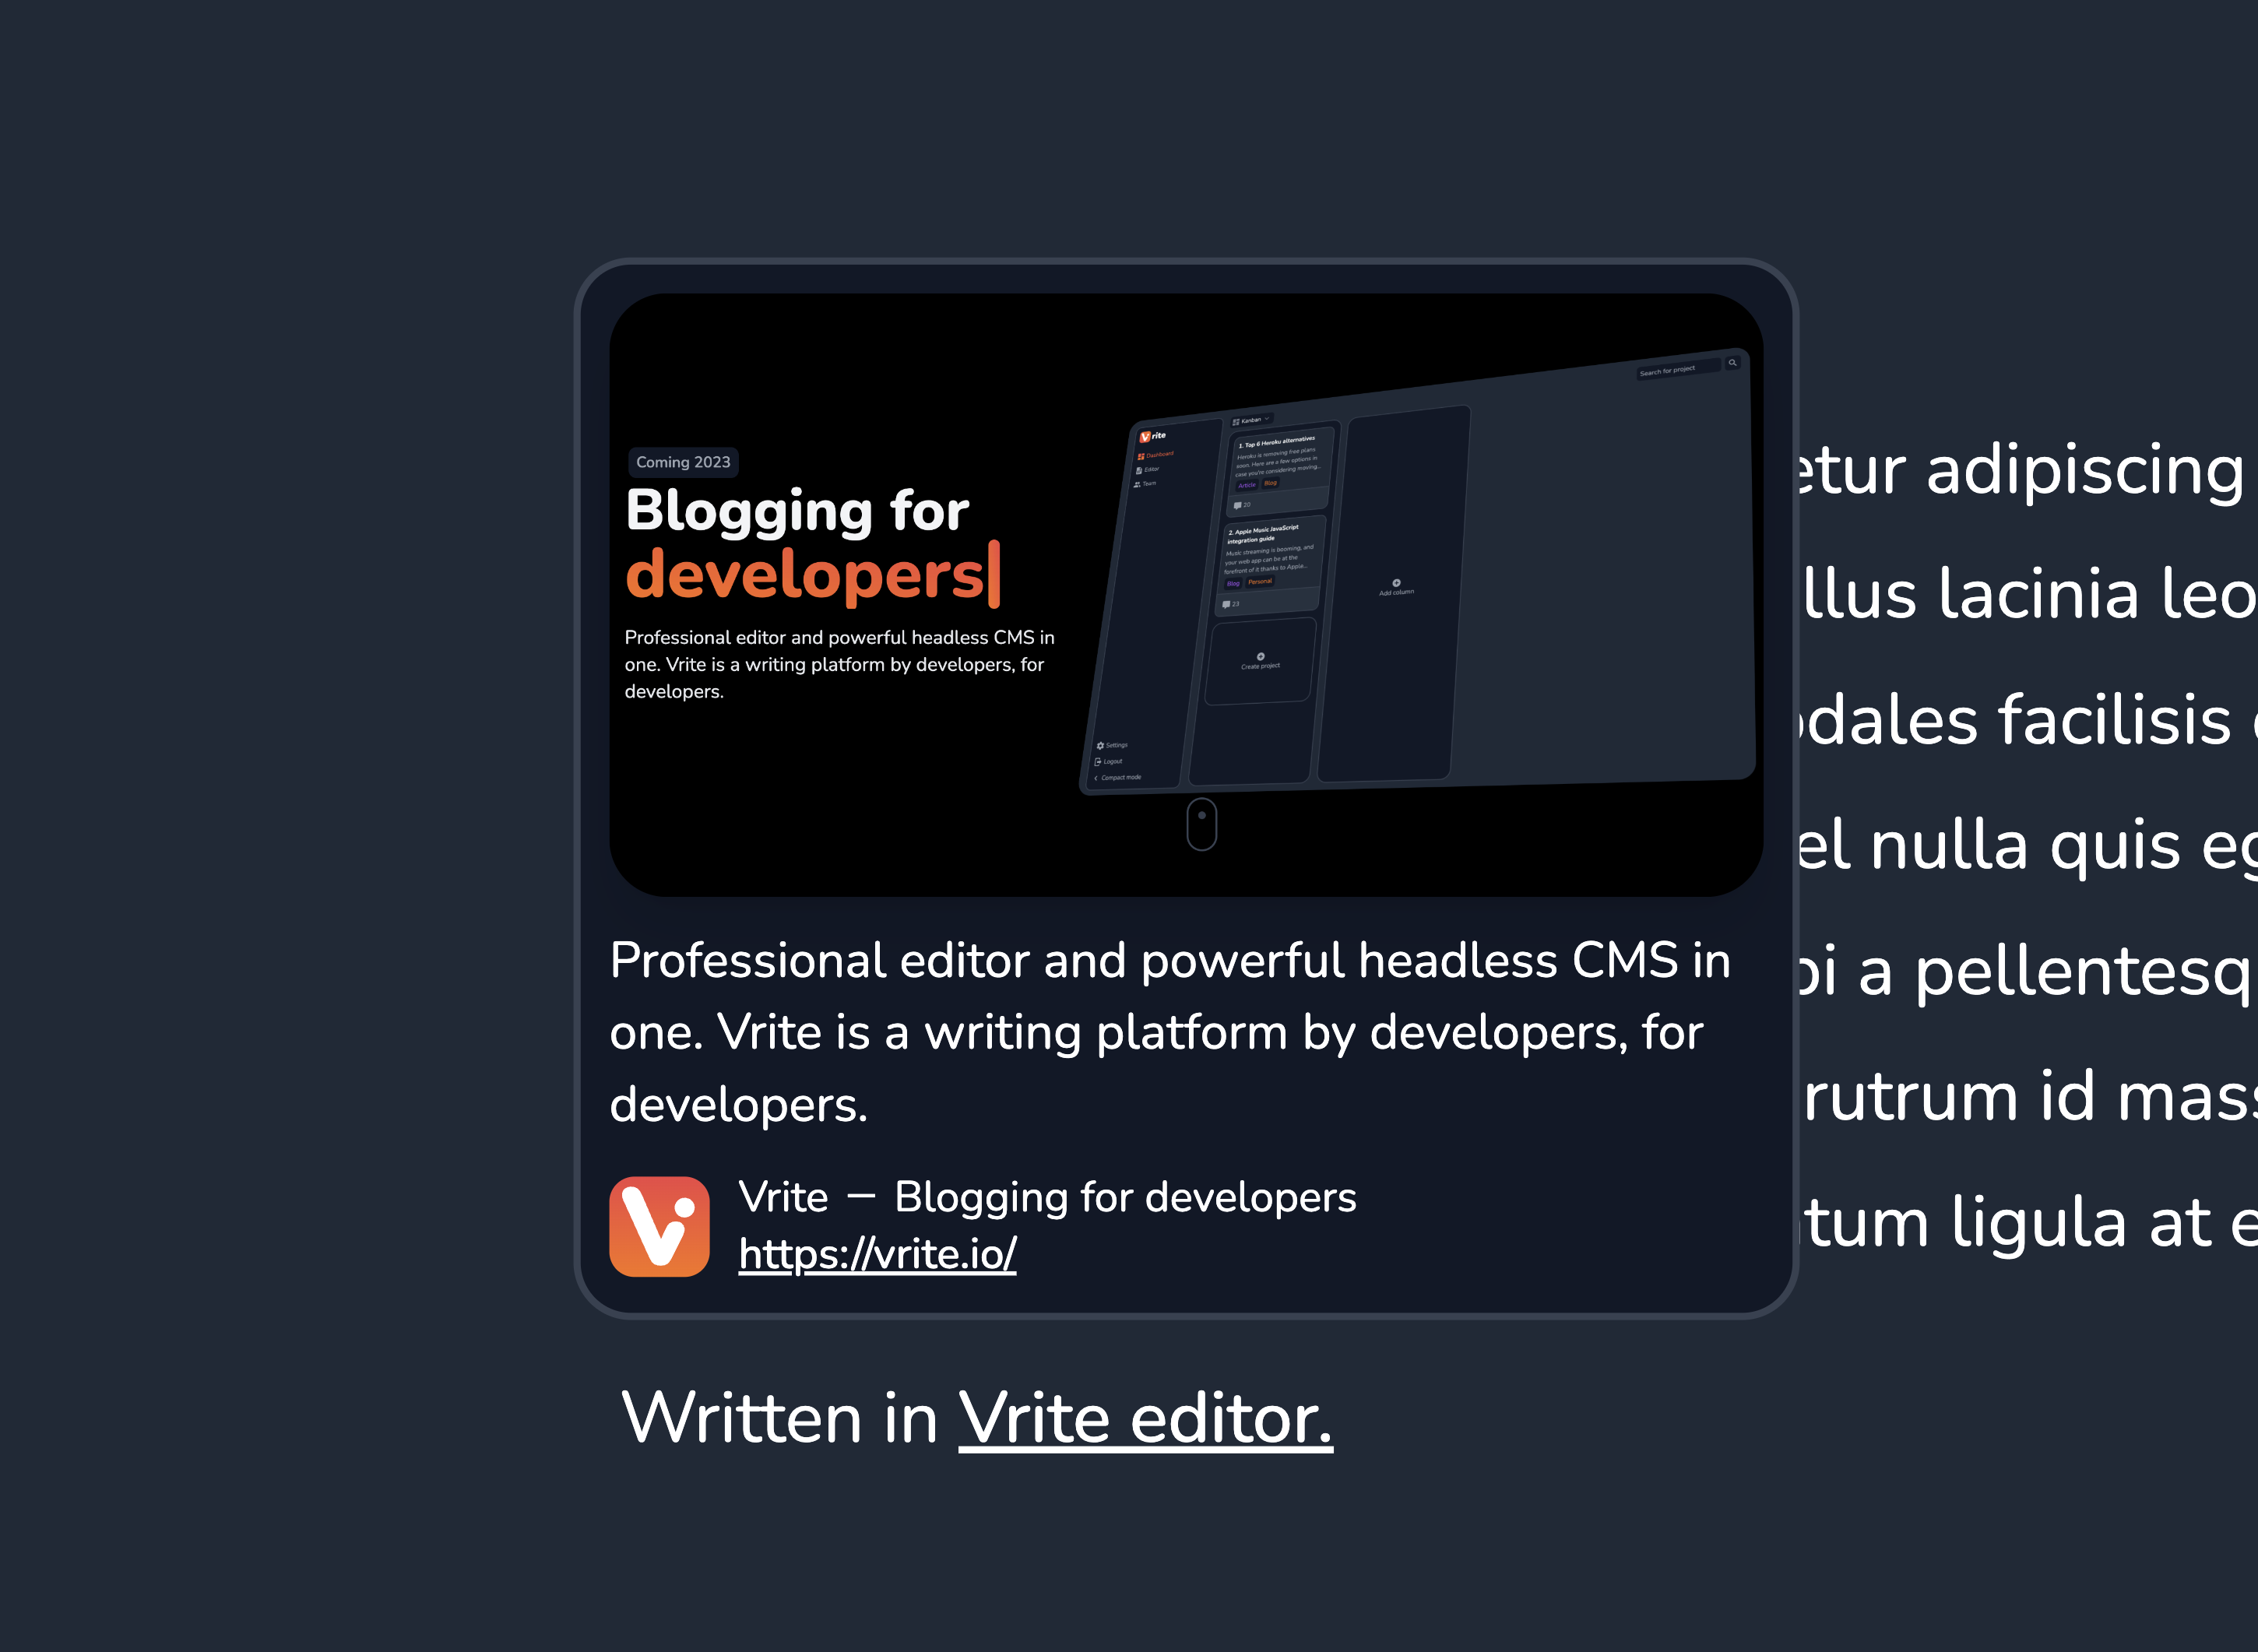 Coming 2023
Blogging for
developers
Professional editor and powerful headless CMS in
one. Vrite is a writing platform by developers, for
developers.
Vrite
Dashboard
Editor
Team
Settings
Logout
Compact mode
Kanban
Search for project
1. Top 6 Heroku alternatives
Heroku is removing free plans
soon. Here are a few options in
case you're considering moving...
Article Blog
20
2. Apple Music JavaScript
integration guide
Music streaming is booming, and
your web app can be at the
forefront of it thanks to Apple...
Blog Personal
23
Create project
Add column
Professional editor and powerful headless CMS in
one. Vrite is a writing platform by developers, for
developers.
Vrite — Blogging for developers
https://vrite.io/
etur adipiscing
llus lacinia leo
odales facilisis
el nulla quis eg
a pellentesq
rutrum id mass
tum ligula at e
Written in Vrite editor.